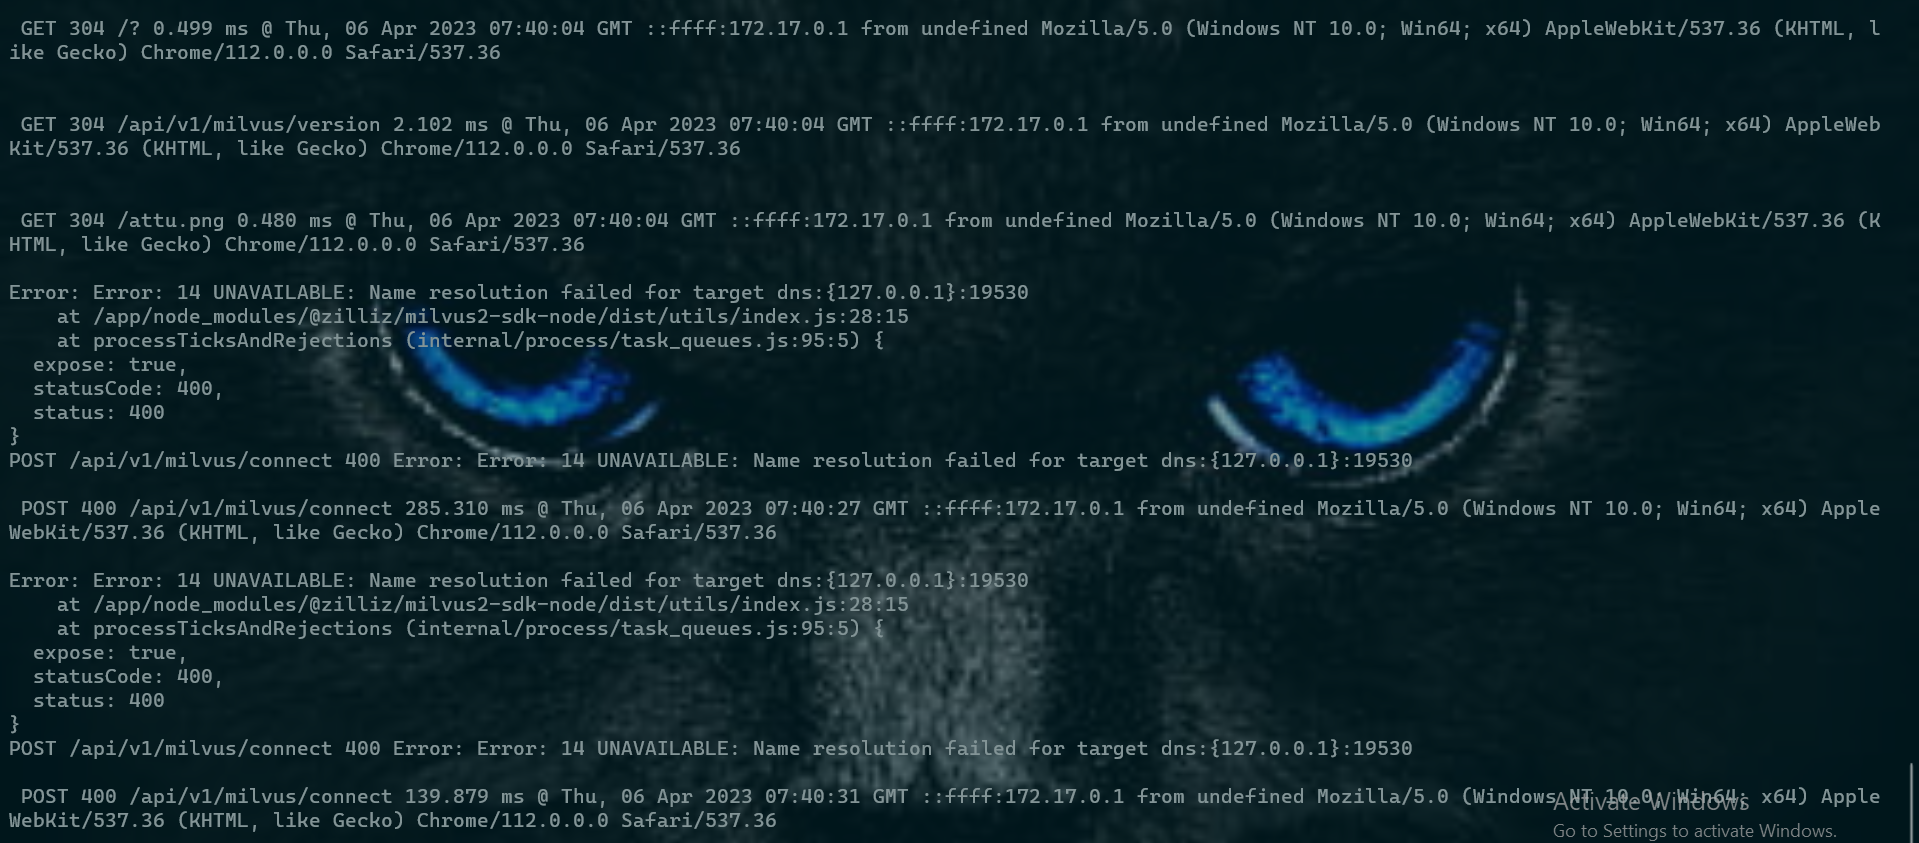 GET 304 /? 0.499 ms @ Thu, 06 Apr 2023 07:40:04 GMT ::ffff:172.17.0.1 from undefined Mozilla/5.0 (Windows NT 10.0; Win64; x64) AppleWebKit/537.36 (KHTML, l
ike Gecko) Chrome/112.0.0.0 Safari/537.36
GET 304 /api/v1/milvus/version 2.102 ms @ Thu, 06 Apr 2023 07:40:04 GMT ::ffff:172.17.0.1 from undefined Mozilla/5.0 (Windows NT 10.0; Win64; x64) AppleWeb
Kit/537.36 (KHTML, like Gecko) Chrome/112.0.0.0 Safari/537.36
GET 304 /attu.png 0.480 ms @ Thu, 06 Apr 2023 07:40:04 GMT ::ffff:172.17.0.1 from undefined Mozilla/5.0 (Windows NT 10.0; Win64; x64) AppleWebKit/537.36 (K
HTML, like Gecko) Chrome/112.0.0.0 Safari/537.36
Error: Error: 14 UNAVAILABLE: Name resolution failed for target dns:{127.0.0.1}:19530
at /app/node_modules/@zilliz/milvus2-sdk-node/dist/utils/index.js:28:15
at processTicksAndRejections (internal/process/task_queues.js:95:5) {
expose: true,
statusCode: 400,
status: 400
}
POST /api/v1/milvus/connect 400 Error: Error: 14 UNAVAILABLE: Name resolution failed for target dns:{127.0.0.1}:19530
POST 400 /api/v1/milvus/connect 285.310 ms @ Thu, 06 Apr 2023 07:40:27 GMT ::ffff:172.17.0.1 from undefined Mozilla/5.0 (Windows NT 10.0; Win64; x64) Apple
WebKit/537.36 (KHTML, like Gecko) Chrome/112.0.0.0 Safari/537.36
Error: Error: 14 UNAVAILABLE: Name resolution failed for target dns:{127.0.0.1}:19530
at /app/node_modules/@zilliz/milvus2-sdk-node/dist/utils/index.js:28:15
at processTicksAndRejections (internal/process/task_queues.js:95:5) {
expose: true,
statusCode: 400,
status: 400
}
POST /api/v1/milvus/connect 400 Error: Error: 14 UNAVAILABLE: Name resolution failed for target dns:{127.0.0.1}:19530
POST 400 /api/v1/milvus/connect 139.879 ms @ Thu, 06 Apr 2023 07:40:31 GMT ::ffff:172.17.0.1 from undefined Mozilla/5.0 (Windows NT 10.0; Win64; x64) Apple
WebKit/537.36 (KHTML, like Gecko) Chrome/112.0.0.0 Safari/537.36
Activate Windows
Go to Settings to activate Windows.